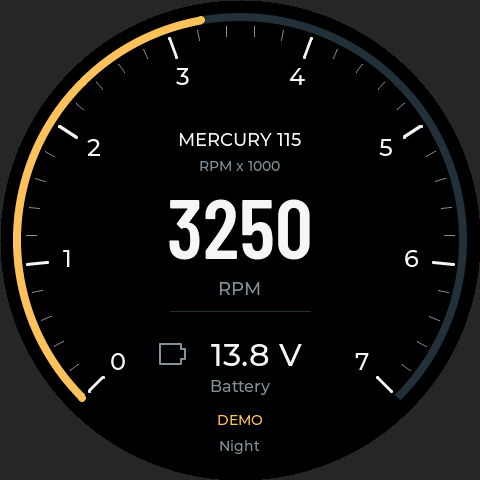 3
4
MERCURY 115
2
5
RPM x 1000
3250
1
6
RPM
13.8 V
0
7
Battery
DEMO
Night